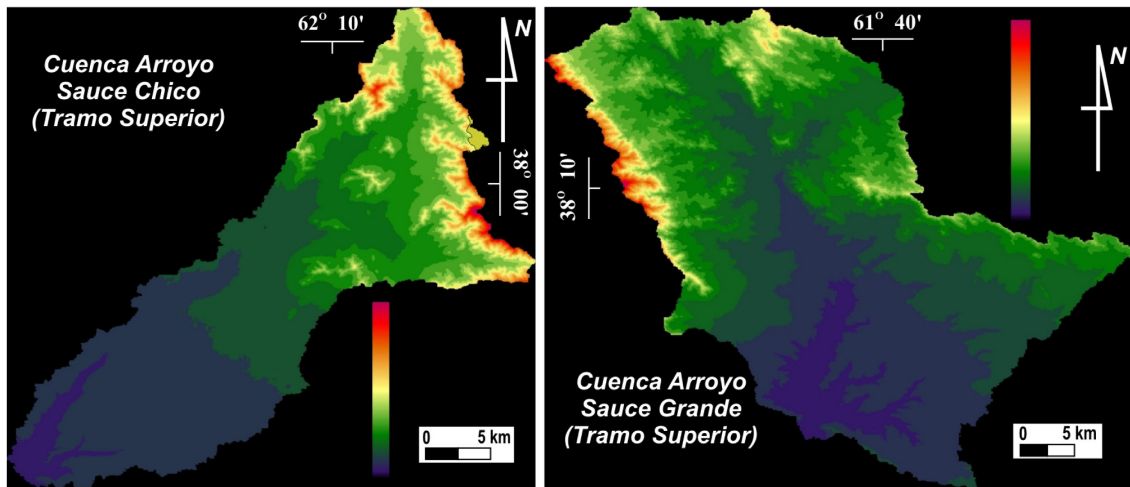 Cuenca Arroyo
Sauce Chico
(Tramo Superior)
62° 10'
N
38° 00'
0 5 km
61° 40'
N
38° 10'
Cuenca Arroyo
Sauce Grande
(Tramo Superior)
0 5 km